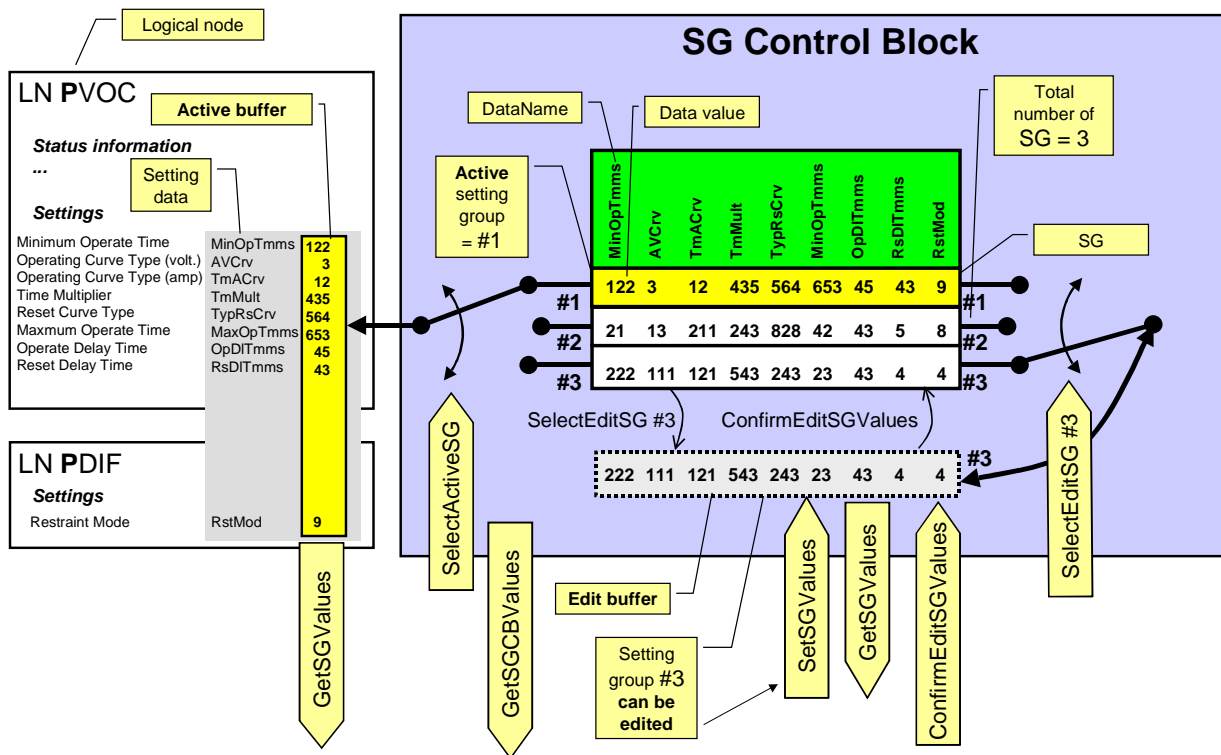 Logical node
SG Control Block
LN PVOC
Active buffer
Status information
...
Setting
data
Settings
Minimum Operate Time MinOpTmms 122
Operating Curve Type (volt.) AVCrv 3
Operating Curve Type (amp) TmACrv 12
Time Multiplier TmMult 435
Reset Curve Type TypRsCrv 564
Maxmum Operate Time MaxOpTmms 653
Operate Delay Time OpDlTmms 45
Reset Delay Time RsDlTmms 43
LN PDIF
Settings
Restraint Mode RstMod 9
GetSGValues
DataName
Data value
Total
number of
SG = 3
Active
setting
group
= #1
SG
MinOpTmms
AVCrv
TmACrv
TmMult
TypRsCrv
MinOpTmms
OpDlTmms
RsDlTmms
RstMod
#1 122 3 12 435 564 653 45 43 9 #1
#2 21 13 211 243 828 42 43 5 8 #2
#3 222 111 121 543 243 23 43 4 4 #3
SelectEditSG #3
ConfirmEditSGValues
222 111 121 543 243 23 43 4 4 #3
SelectActiveSG
GetSGCBValues
Edit buffer
Setting
group #3
can be
edited
SetSGValues
GetSGValues
ConfirmEditSGValues
SelectEditSG #3